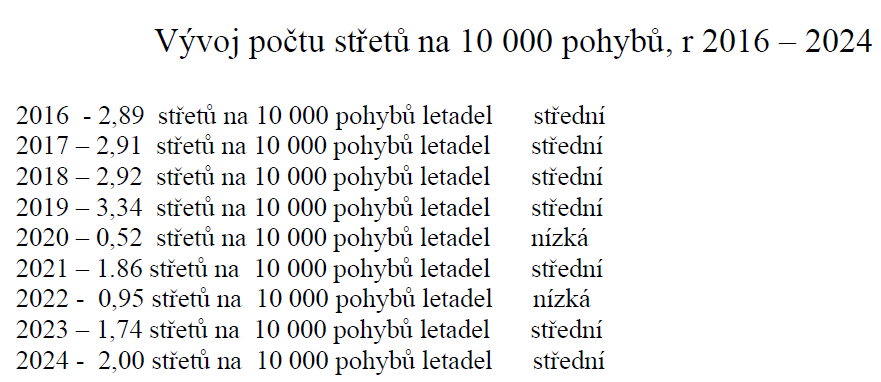 Vývoj počtu střetů na 10 000 pohybů, r 2016 – 2024
2016 - 2,89 střetů na 10 000 pohybů letadel střední
2017 – 2,91 střetů na 10 000 pohybů letadel střední
2018 – 2,92 střetů na 10 000 pohybů letadel střední
2019 – 3,34 střetů na 10 000 pohybů letadel střední
2020 – 0,52 střetů na 10 000 pohybů letadel nízká
2021 – 1.86 střetů na 10 000 pohybů letadel střední
2022 - 0,95 střetů na 10 000 pohybů letadel nízká
2023 – 1,74 střetů na 10 000 pohybů letadel střední
2024 - 2,00 střetů na 10 000 pohybů letadel střední